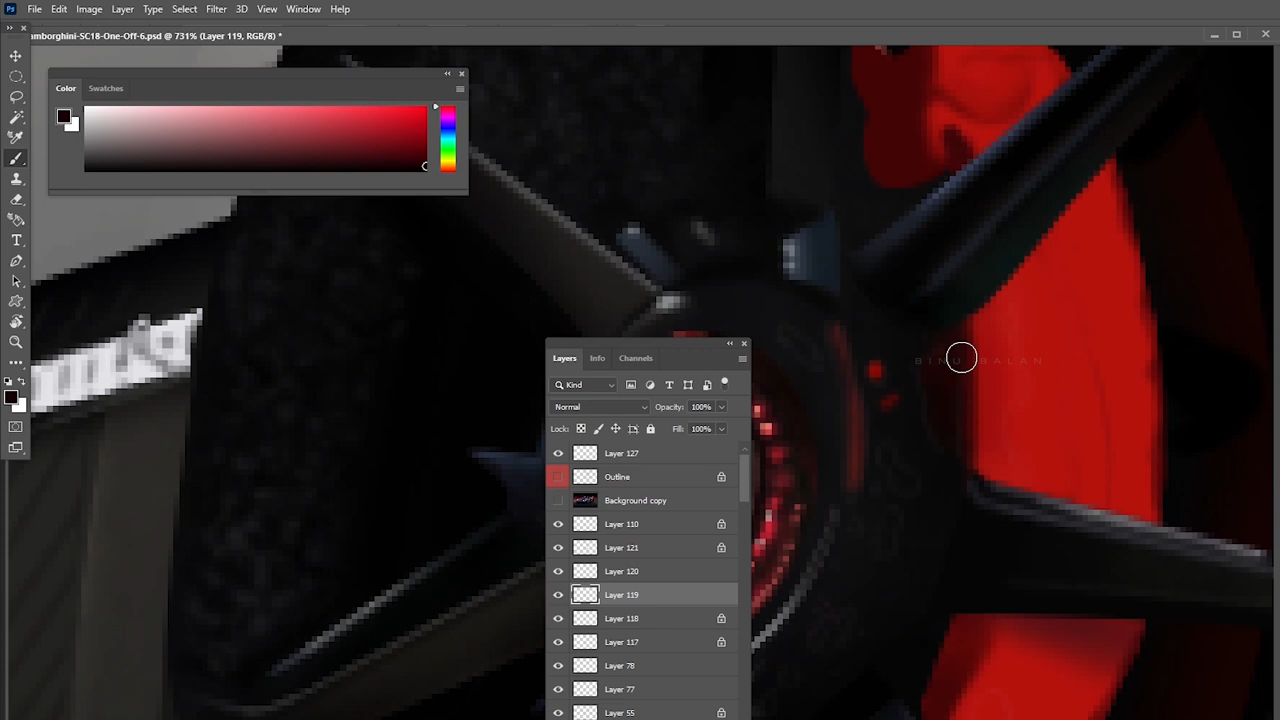 Ps File Edit Image Layer Type Select Filter 3D View Window Help
amborghini-SC18-One-Off-6.psd @ 731% (Layer 119, RGB/8) *
Color Swatches
BINU BALAN
Layers Info Channels
Kind
Normal Opacity: 100%
Lock: Fill: 100%
Layer 127
Outline
Background copy
Layer 110
Layer 121
Layer 120
Layer 119
Layer 118
Layer 117
Layer 78
Layer 77
Layer 55